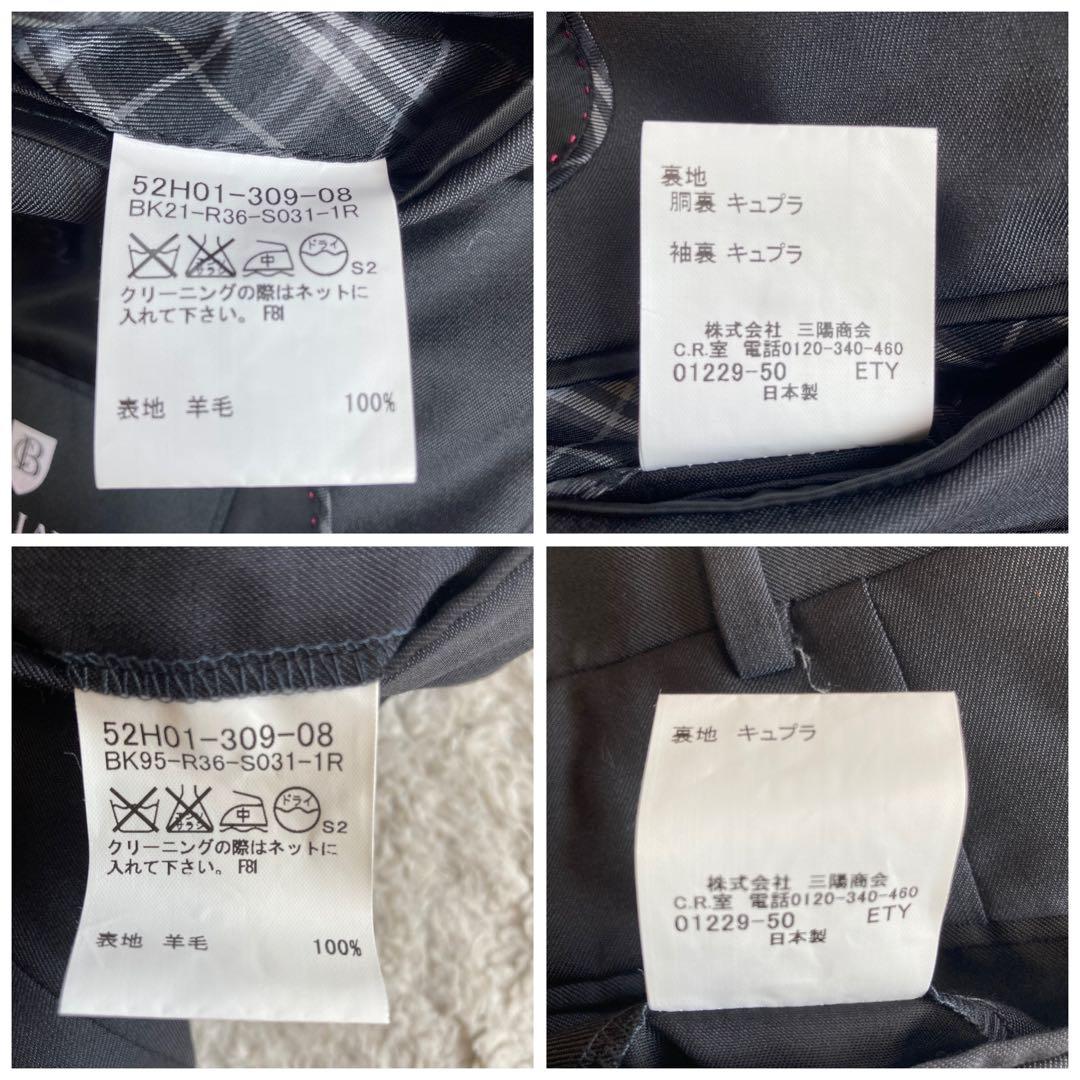 52H01-309-08
BK21-R36-S031-1R
中
ドライ
S2
クリーニングの際はネットに
入れて下さい。 F81
表地 羊毛 100%
B
裏地
胴裏 キュプラ
袖裏 キュプラ
株式会社 三陽商会
C.R.室 電話0120-340-460
01229-50 ETY
日本製
52H01-309-08
BK95-R36-S031-1R
中
ドライ
S2
クリーニングの際はネットに
入れて下さい。 F81
表地 羊毛 100%
裏地 キュプラ
株式会社 三陽商会
C.R.室 電話0120-340-460
01229-50 ETY
日本製